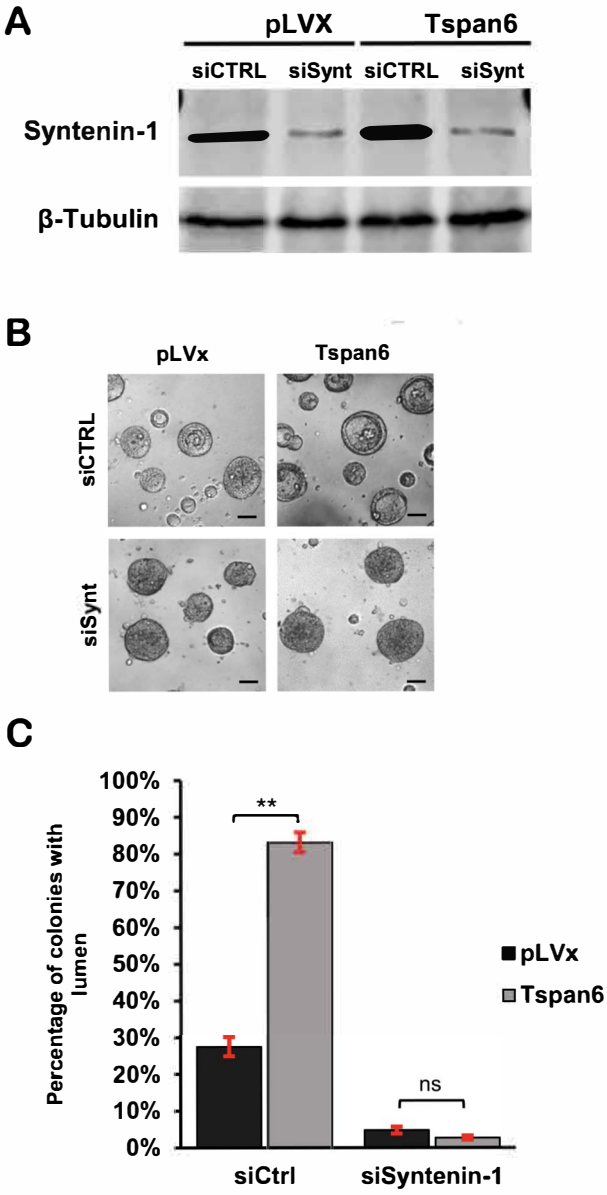 A
pLVX Tspan6
siCTRL siSynt siCTRL siSynt
Syntenin-1
β-Tubulin
B
pLVx Tspan6
siCTRL
siSynt
C
Percentage of colonies with
lumen
100%
90%
80%
70%
60%
50%
40%
30%
20%
10%
0%
**
ns
pLVx
Tspan6
siCtrl siSyntenin-1